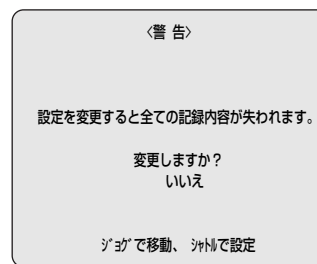 〈警 告〉
設定を変更すると全ての記録内容が失われます。
変更しますか？
いいえ
ｼﾞｮｸﾞで移動、 ｼｬﾄﾙで設定